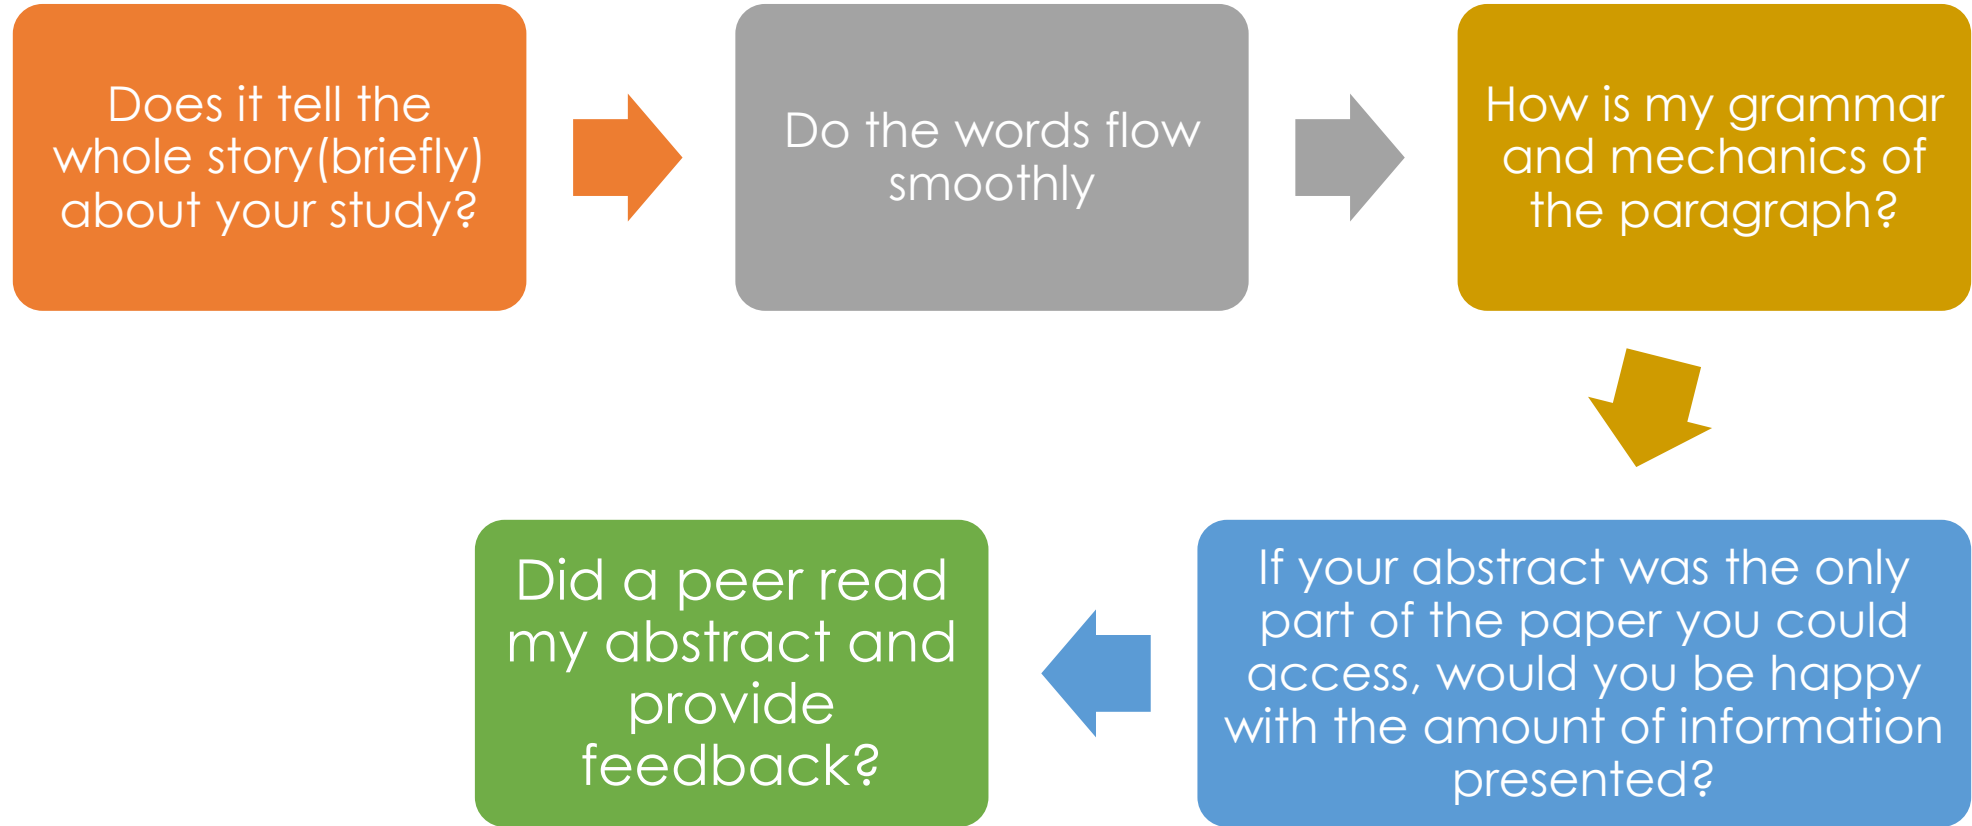 Does it tell the
whole story(briefly)
about your study?
Do the words flow
smoothly
How is my grammar
and mechanics of
the paragraph?
If your abstract was the only
part of the paper you could
access, would you be happy
with the amount of information
presented?
Did a peer read
my abstract and
provide
feedback?